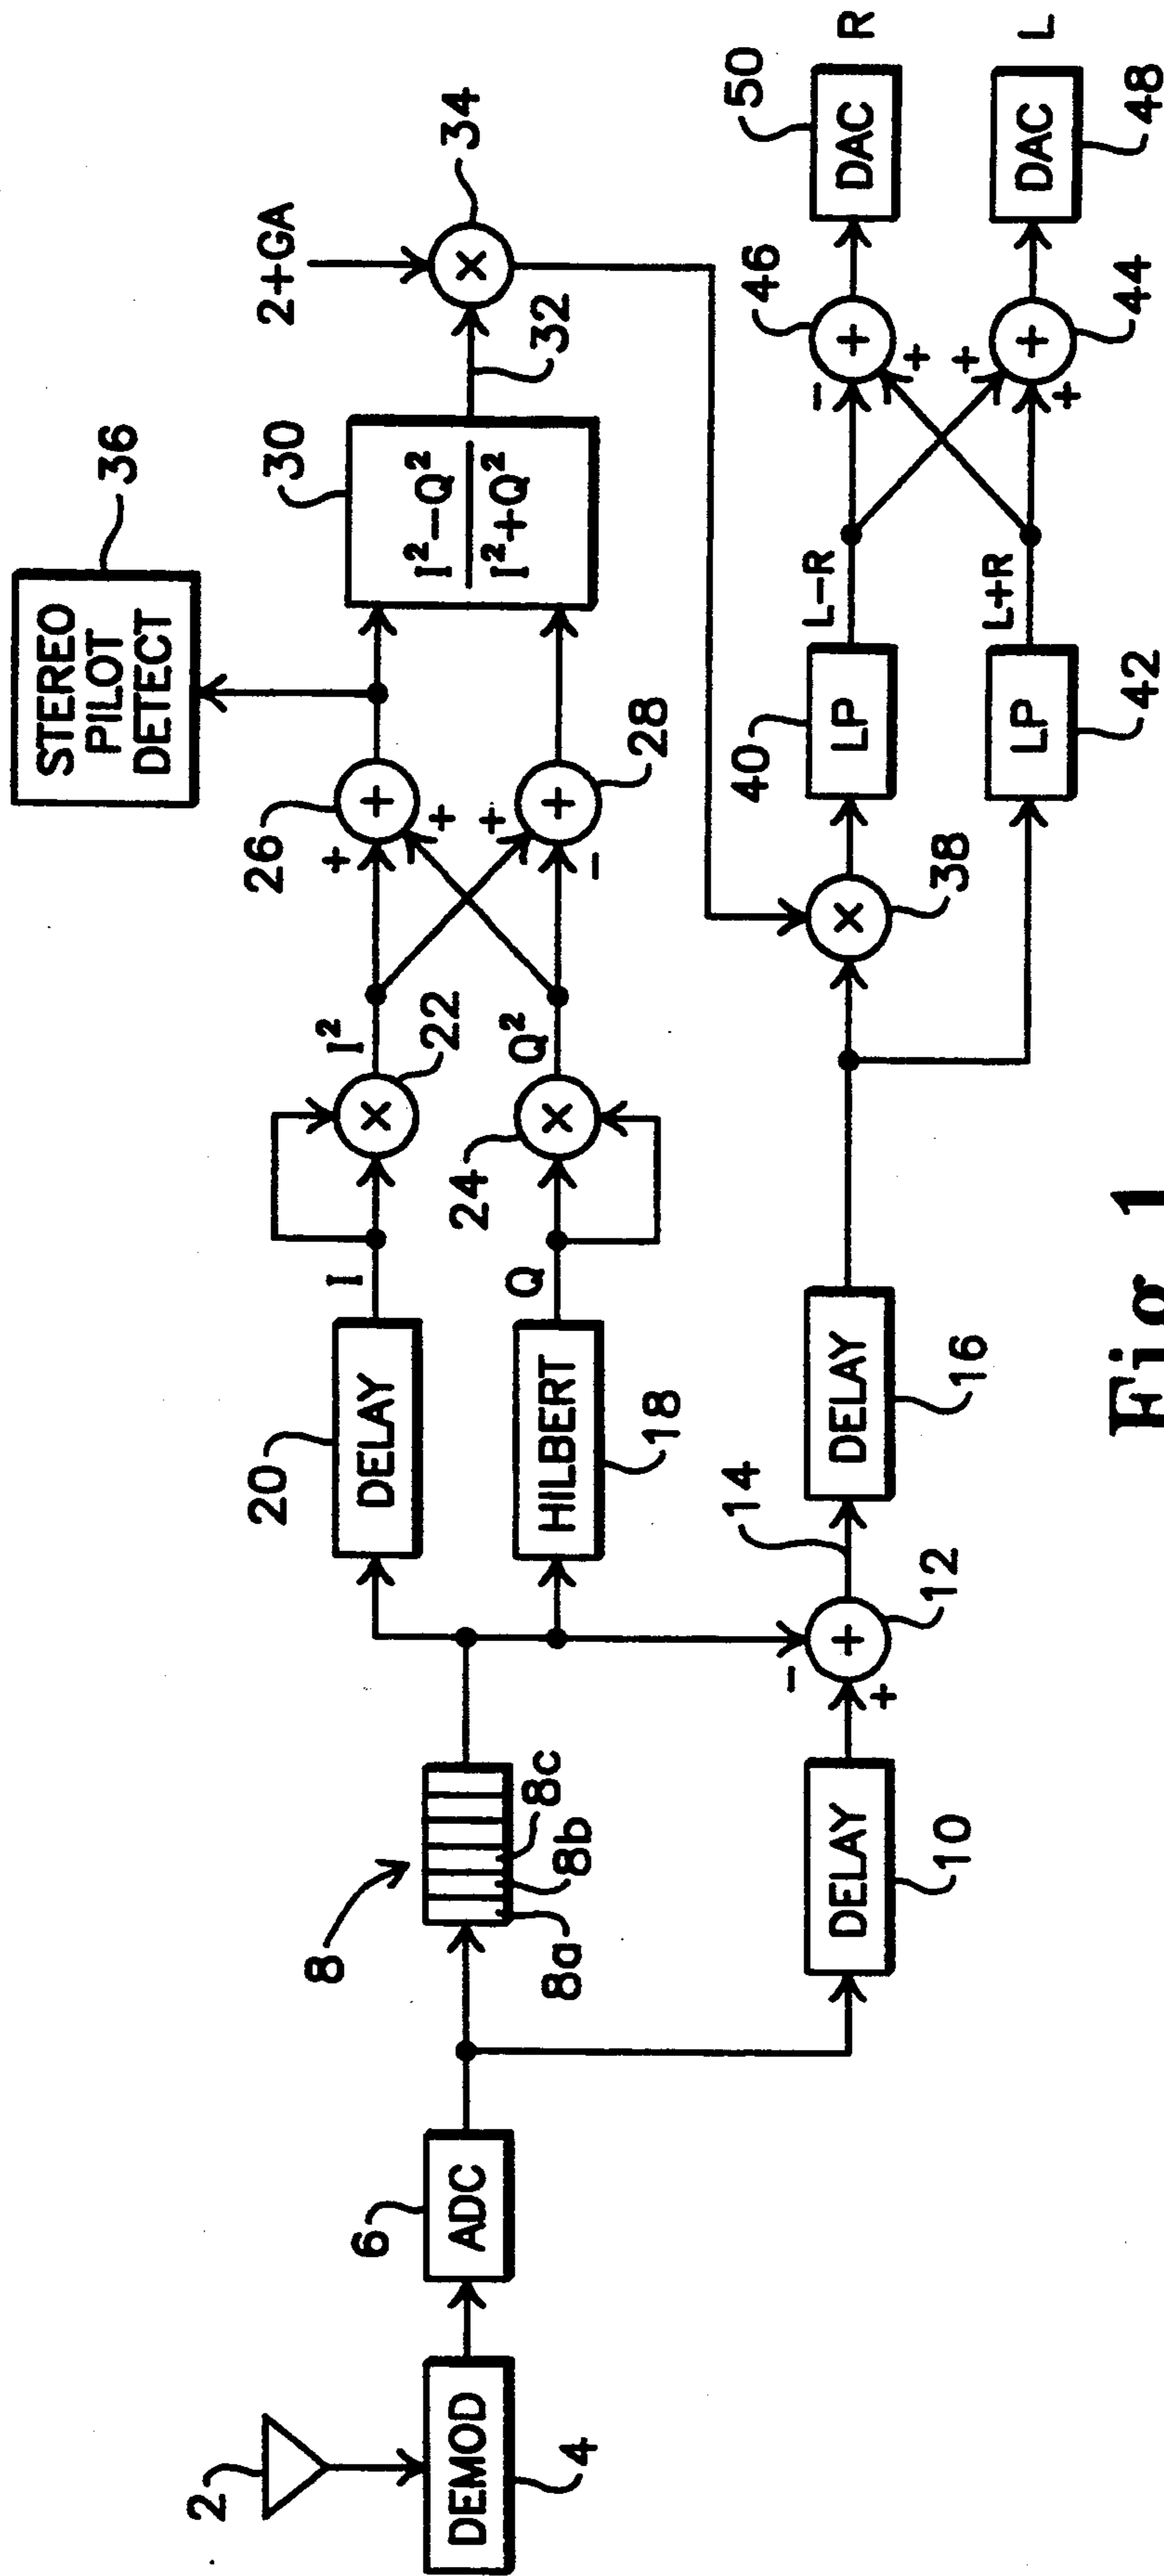 STEREO
PILOT
DETECT
36
2+GA
34
20
DELAY
I
I²
22
26
+
+
+
30
I²-Q²
I²+Q²
32
×
×
HILBERT
18
Q
24
×
Q²
+
-
+
28
2
DEMOD
4
6
ADC
8
8a
8b
8c
DELAY
10
-
+
+
12
14
DELAY
16
×
38
40
LP
L-R
-
+
+
46
50
DAC
R
LP
42
L+R
+
+
+
44
DAC
48
L
Fig 1